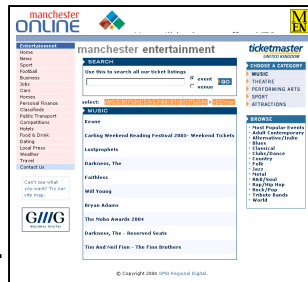 manchester
ONLINE
MEN
Entertainment
Home
News
Sport
Football
Business
Jobs
Cars
Homes
Personal Finance
Classifieds
Public Transport
Competitions
Hotels
Food & Drink
Dating
Local Press
Weather
Travel
Contact Us
Can't see what
you want? Try our
site map.
GMG
REGIONAL DIGITAL
manchester entertainment
SEARCH
Use this to search all our ticket listings
event
venue
GO
select:
MUSIC
Keane
Carling Weekend Reading Festival 2005- Weekend Tickets
Lostprophets
Darkness, The
Faithless
Will Young
Bryan Adams
The Mobo Awards 2004
Darkness, The - Reserved Seats
Tim And Neil Finn - The Finn Brothers
© Copyright 2004 GMG Regional Digital.
ticketmaster
UNITED KINGDOM
CHOOSE A CATEGORY
MUSIC
THEATRE
PERFORMING ARTS
SPORT
ATTRACTIONS
BROWSE
Most Popular Events
Adult Contemporary
Alternative/Indie
Blues
Classical
Clubs/Dance
Country
Folk
Jazz
Metal
R&B/Soul
Rap/Hip Hop
Rock/Pop
Tribute Bands
World